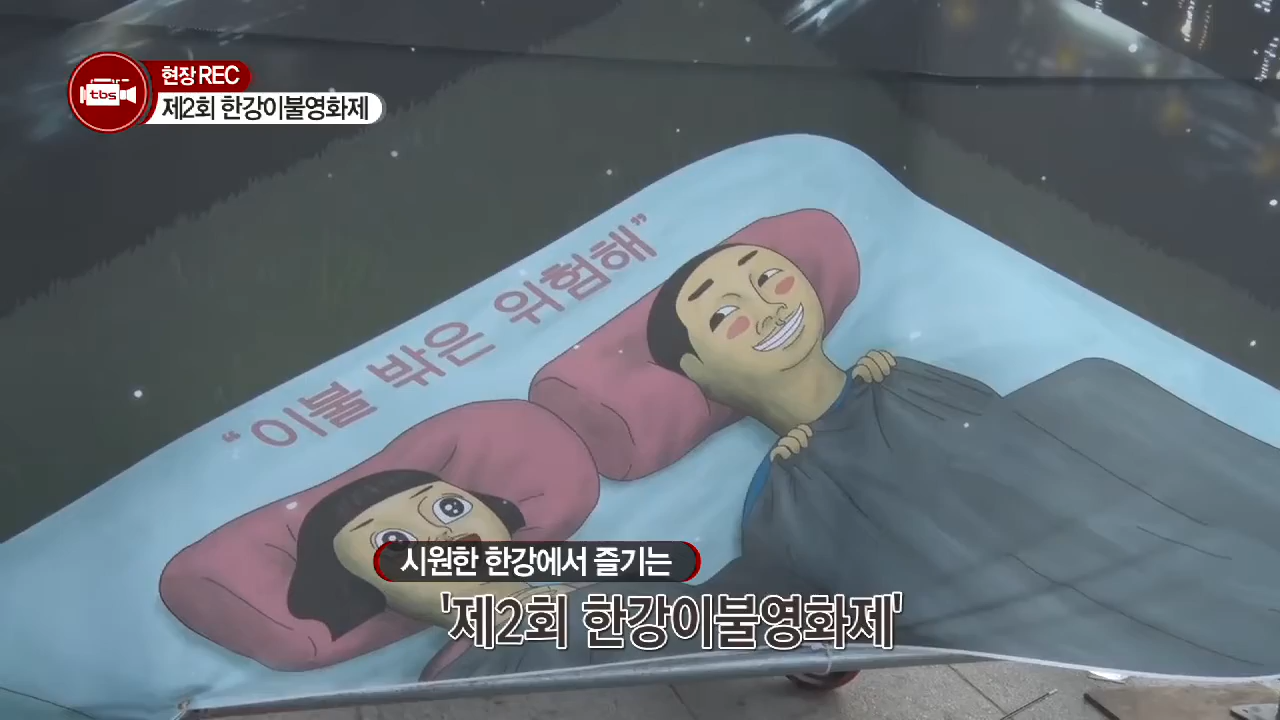 tbs
현장 REC
제2회 한강이불영화제
“이불 밖은 위험해”
시원한 한강에서 즐기는
'제2회 한강이불영화제'